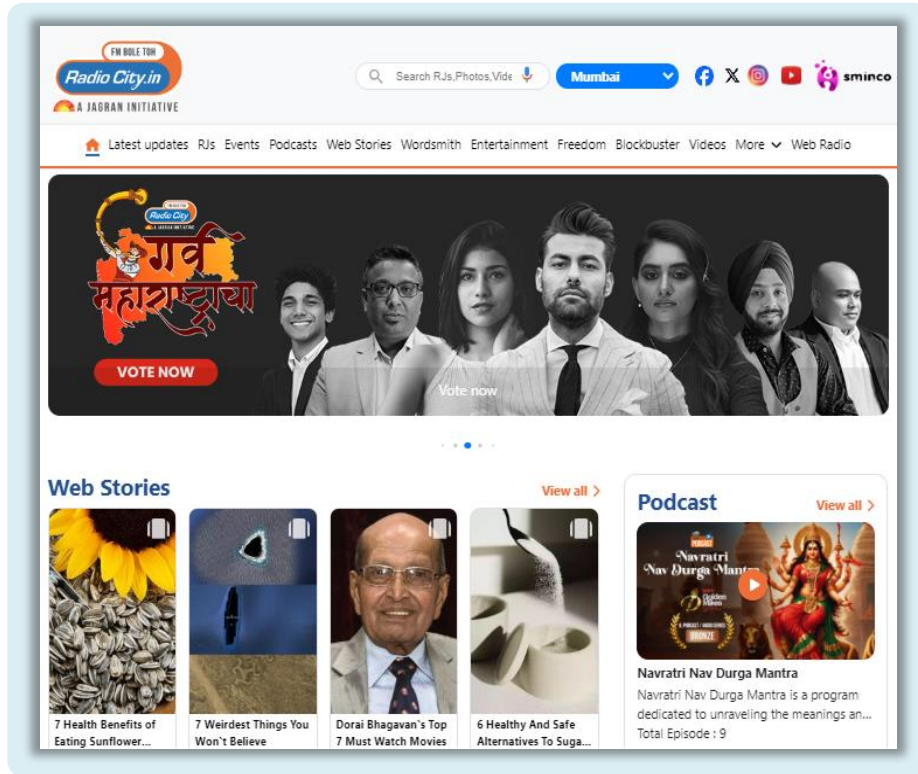 FM BOLE TOH
Radio City.in
A JAGRAN INITIATIVE
Search RJs,Photos,Vide
Mumbai
sminco
Latest updates RJs Events Podcasts Web Stories Wordsmith Entertainment Freedom Blockbuster Videos More Web Radio
Radio City
गर्व
महाराष्ट्राचा
VOTE NOW
Vote now
Web Stories
View all >
7 Health Benefits of
Eating Sunflower...
7 Weirdest Things You
Won`t Believe
Dorai Bhagavan`s Top
7 Must Watch Movies
6 Healthy And Safe
Alternatives To Suga...
Podcast
View all >
PODCAST
Navratri
Nav Durga Mantra
Golden
Mikes
BRONZE
Navratri Nav Durga Mantra
Navratri Nav Durga Mantra is a program
dedicated to unraveling the meanings an...
Total Episode : 9